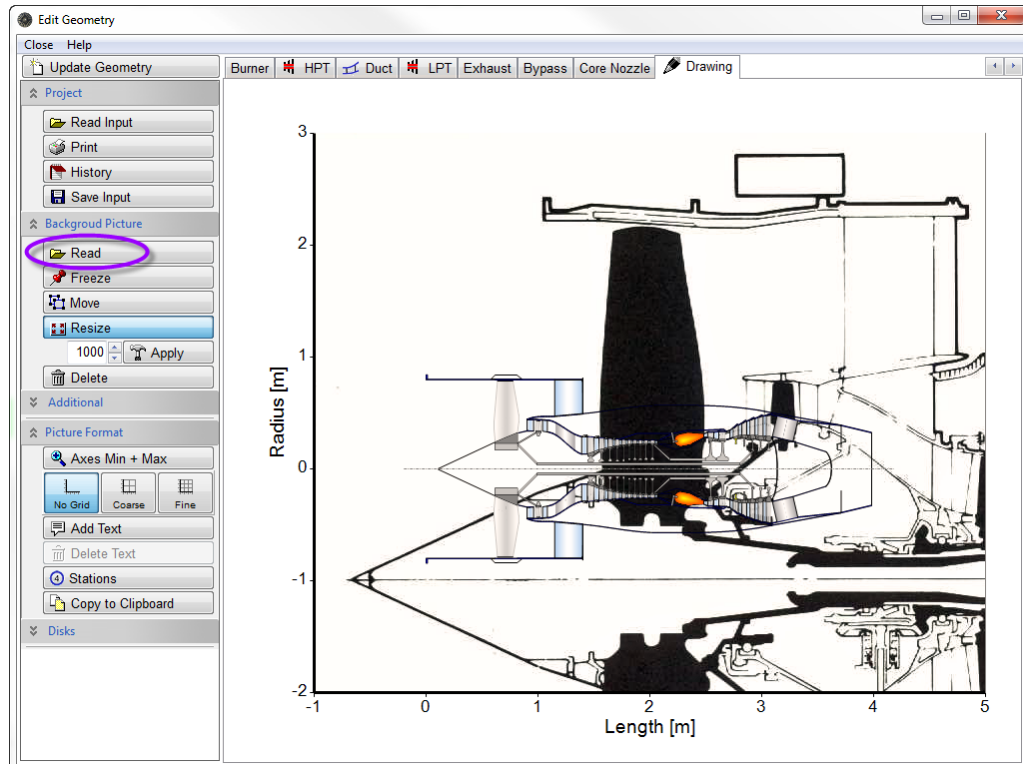 Edit Geometry
Close Help
Update Geometry
Burner HPT Duct LPT Exhaust Bypass Core Nozzle Drawing
Project
Read Input
Print
History
Save Input
Backgroud Picture
Read
Freeze
Move
Resize
1000 Apply
Delete
Additional
Picture Format
Axes Min + Max
No Grid Coarse Fine
Add Text
Delete Text
4 Stations
Copy to Clipboard
Disks
Radius [m]
3
2
1
0
-1
-2
-1 0 1 2 3 4 5
Length [m]